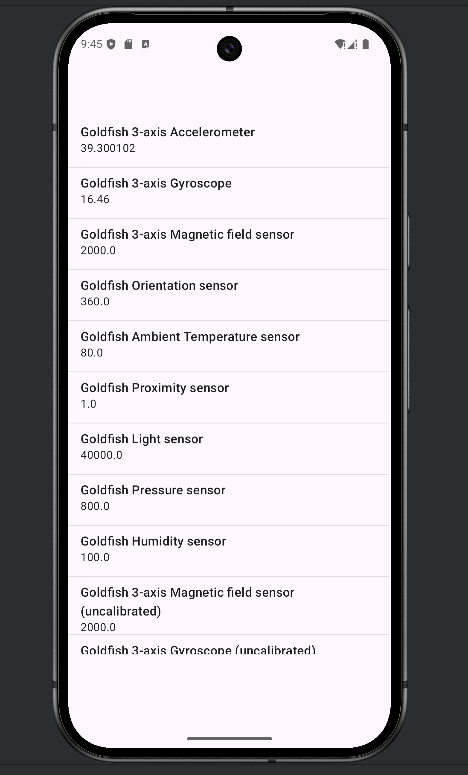 9:45
Goldfish 3-axis Accelerometer
39.300102
Goldfish 3-axis Gyroscope
16.46
Goldfish 3-axis Magnetic field sensor
2000.0
Goldfish Orientation sensor
360.0
Goldfish Ambient Temperature sensor
80.0
Goldfish Proximity sensor
1.0
Goldfish Light sensor
40000.0
Goldfish Pressure sensor
800.0
Goldfish Humidity sensor
100.0
Goldfish 3-axis Magnetic field sensor
(uncalibrated)
2000.0
Goldfish 3-axis Gyroscope (uncalibrated)